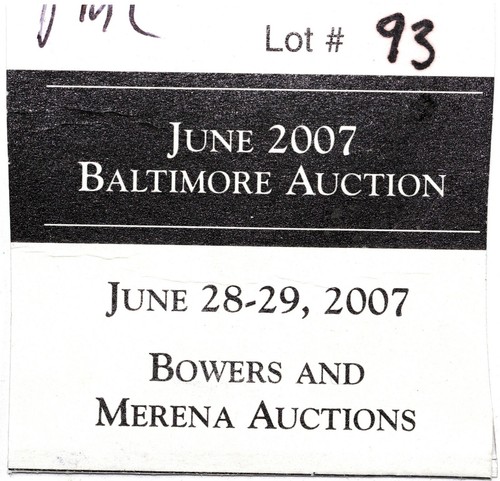 Lot # 93
June 2007
Baltimore Auction
June 28-29, 2007
Bowers and
Merena Auctions